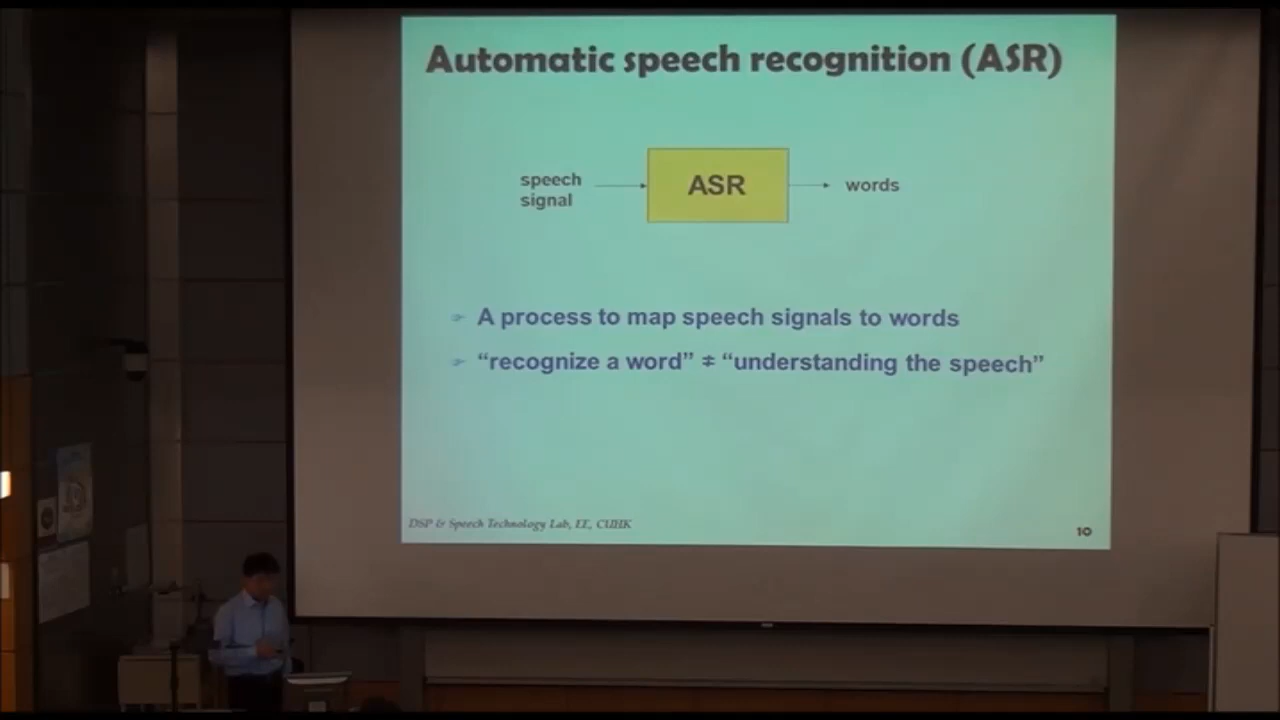 Automatic speech recognition (ASR)
speech
signal
ASR
words
A process to map speech signals to words
“recognize a word” ≠ “understanding the speech”
DSP & Speech Technology Lab, EE, CUHK
10